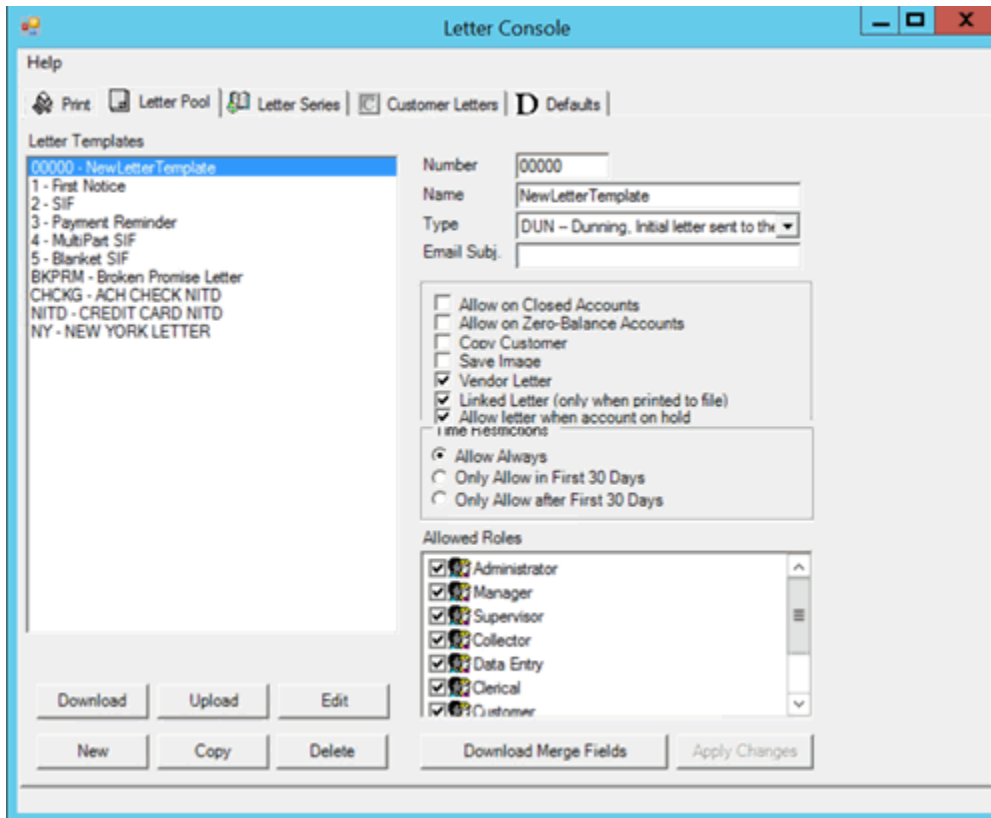 Letter Console
Help
Print Letter Pool Letter Series C Customer Letters D Defaults
Letter Templates
00000 - NewLetterTemplate
1 - First Notice
2 - SIF
3 - Payment Reminder
4 - MultiPart SIF
5 - Blanket SIF
BKPRM - Broken Promise Letter
CHCKG - ACH CHECK NITD
NITD - CREDIT CARD NITD
NY - NEW YORK LETTER
Number 00000
Name NewLetterTemplate
Type DUN – Dunning, Initial letter sent to the
Email Subj.
Allow on Closed Accounts
Allow on Zero-Balance Accounts
Copy Customer
Save Image
Vendor Letter
Linked Letter (only when printed to file)
Allow letter when account on hold
Time Restrictions
Allow Always
Only Allow in First 30 Days
Only Allow after First 30 Days
Allowed Roles
Administrator
Manager
Supervisor
Collector
Data Entry
Clerical
Customer
Download Upload Edit
New Copy Delete
Download Merge Fields Apply Changes